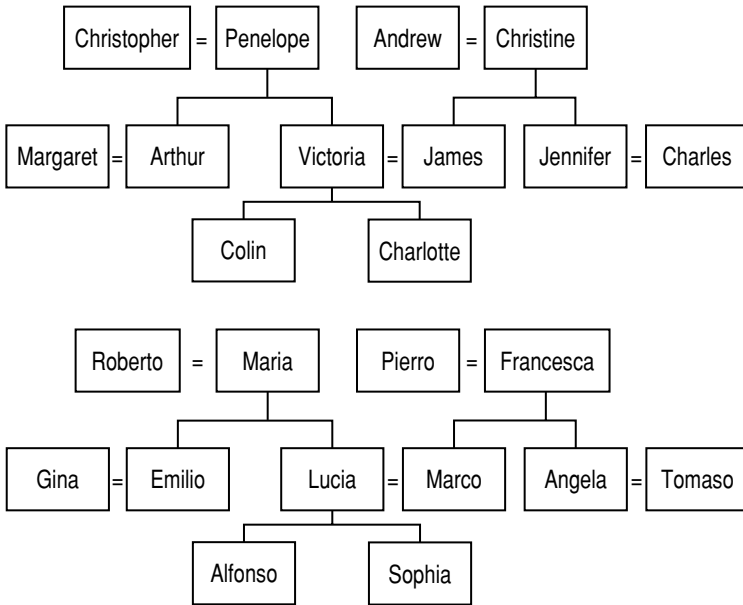 Christopher = Penelope Andrew = Christine
Margaret = Arthur Victoria = James Jennifer = Charles
Colin Charlotte
Roberto = Maria Pierro = Francesca
Gina = Emilio Lucia = Marco Angela = Tomaso
Alfonso Sophia